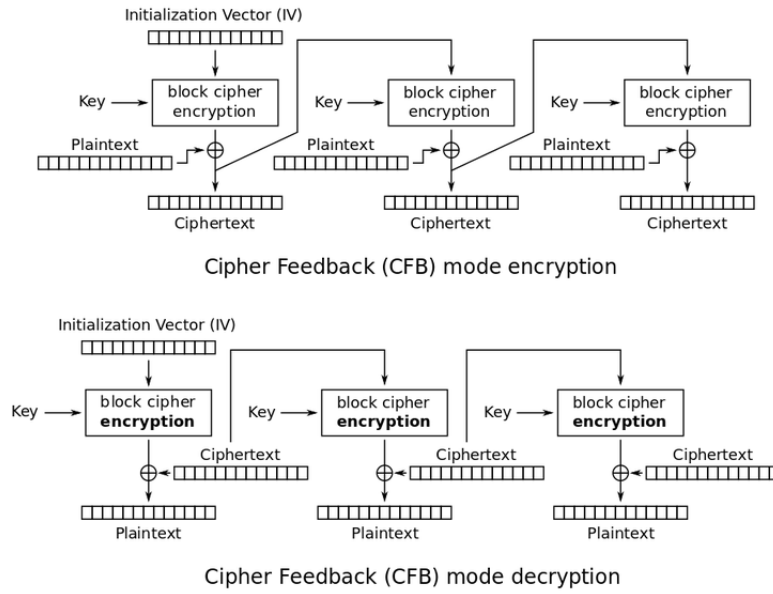 Initialization Vector (IV)
Key
block cipher
encryption
Key
block cipher
encryption
Key
block cipher
encryption
Plaintext
Plaintext
Plaintext
Ciphertext
Ciphertext
Ciphertext
Cipher Feedback (CFB) mode encryption
Initialization Vector (IV)
Key
block cipher
encryption
Key
block cipher
encryption
Key
block cipher
encryption
Ciphertext
Ciphertext
Ciphertext
Plaintext
Plaintext
Plaintext
Cipher Feedback (CFB) mode decryption